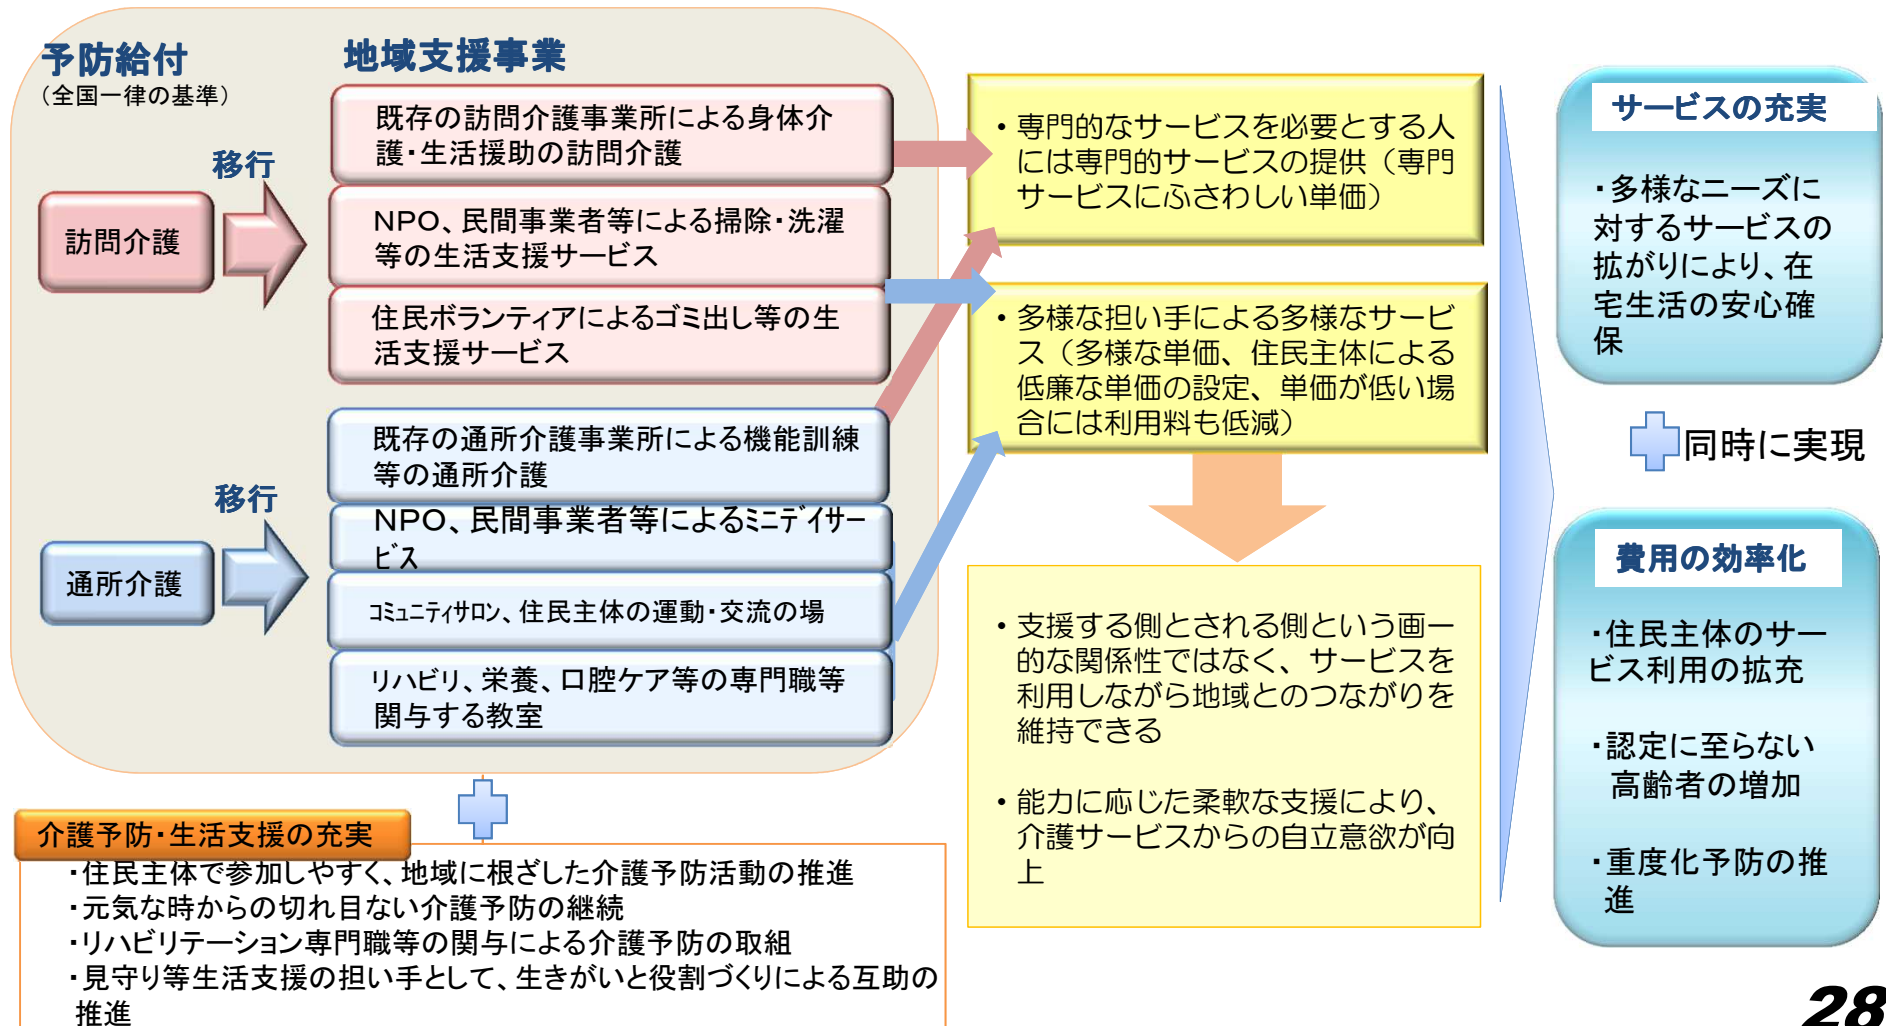 予防給付
（全国一律の基準）
地域支援事業
移行
訪問介護
既存の訪問介護事業所による身体介
護・生活援助の訪問介護
ＮＰＯ、民間事業者等による掃除・洗濯
等の生活支援サービス
住民ボランティアによるゴミ出し等の生
活支援サービス
移行
通所介護
既存の通所介護事業所による機能訓練
等の通所介護
ＮＰＯ、民間事業者等によるﾐﾆﾃﾞｲｻｰ
ﾋﾞｽ
ｺﾐｭﾆﾃｨｻﾛﾝ、住民主体の運動・交流の場
リハビリ、栄養、口腔ケア等の専門職等
関与する教室
・専門的なサービスを必要とする人
には専門的サービスの提供（専門
サービスにふさわしい単価）
・多様な担い手による多様なサービ
ス（多様な単価、住民主体による
低廉な単価の設定、単価が低い場
合には利用料も低減）
・支援する側とされる側という画一
的な関係性ではなく、サービスを
利用しながら地域とのつながりを
維持できる
・能力に応じた柔軟な支援により、
介護サービスからの自立意欲が向
上
サービスの充実
・多様なニーズに
対するサービスの
拡がりにより、在
宅生活の安心確
保
同時に実現
費用の効率化
・住民主体のサー
ビス利用の拡充
・認定に至らない
高齢者の増加
・重度化予防の推
進
介護予防・生活支援の充実
・住民主体で参加しやすく、地域に根ざした介護予防活動の推進
・元気な時からの切れ目ない介護予防の継続
・リハビリテーション専門職等の関与による介護予防の取組
・見守り等生活支援の担い手として、生きがいと役割づくりによる互助の
推進
28